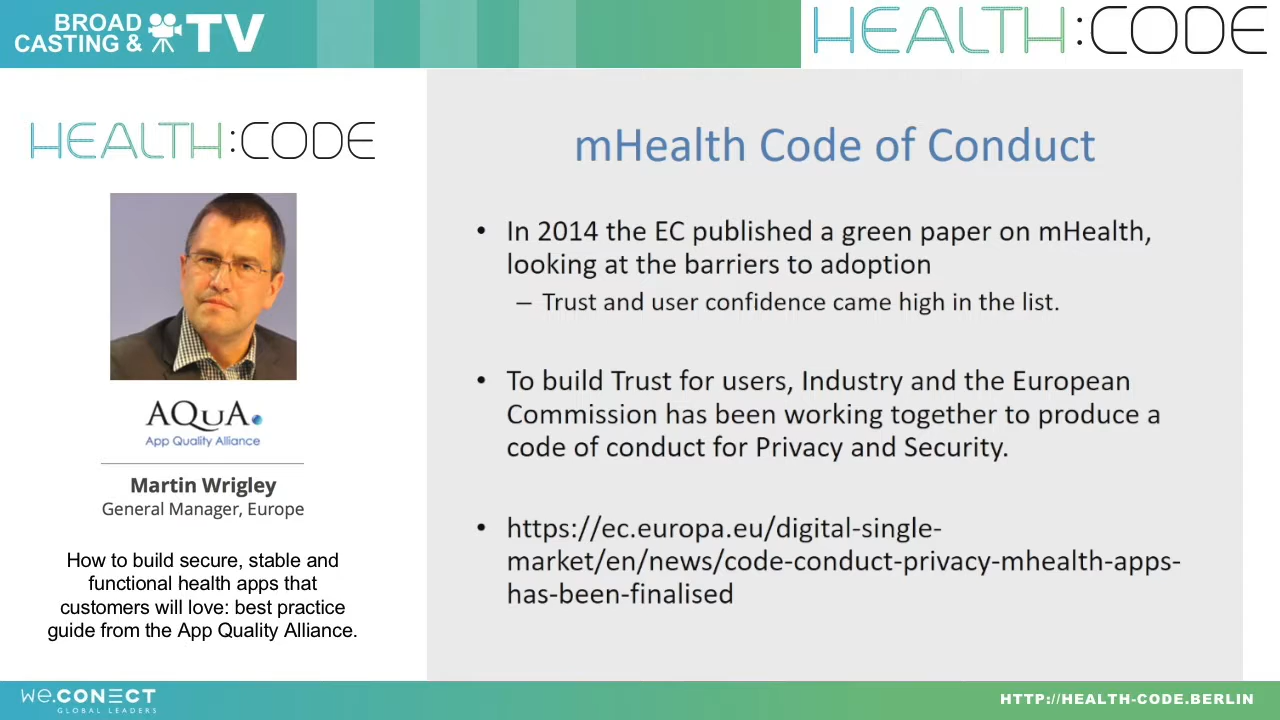 BROAD
CASTING & TV
HEALTH:CODE
HEALTH:CODE
AQuA.
App Quality Alliance
Martin Wrigley
General Manager, Europe
How to build secure, stable and
functional health apps that
customers will love: best practice
guide from the App Quality Alliance.
mHealth Code of Conduct
• In 2014 the EC published a green paper on mHealth,
looking at the barriers to adoption
– Trust and user confidence came high in the list.
• To build Trust for users, Industry and the European
Commission has been working together to produce a
code of conduct for Privacy and Security.
• https://ec.europa.eu/digital-single-
market/en/news/code-conduct-privacy-mhealth-apps-
has-been-finalised
we.CONECT
GLOBAL LEADERS
HTTP://HEALTH-CODE.BERLIN